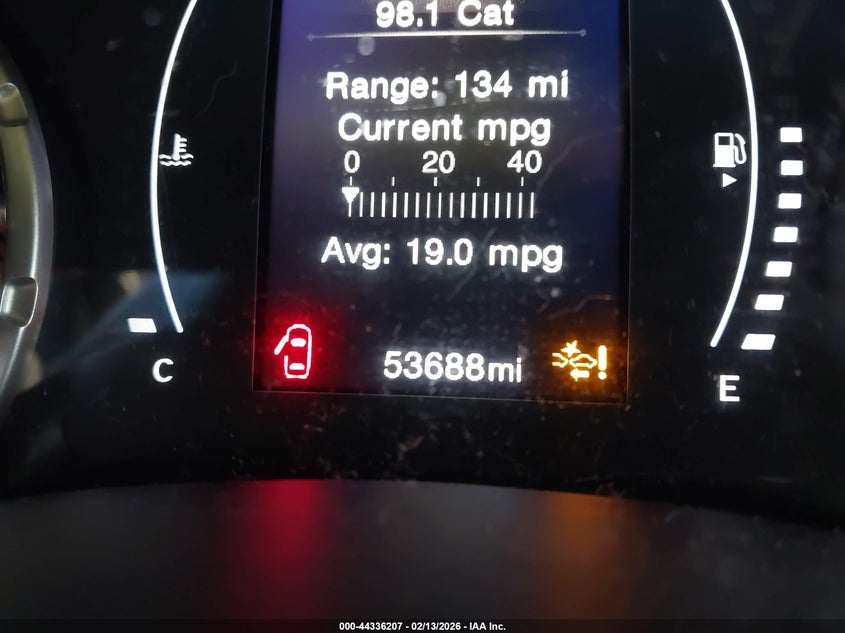 98.1 Cat
Range: 134 mi
Current mpg
0 20 40
Avg: 19.0 mpg
53688mi
C
E
000-44336207 - 02/13/2026 - IAA Inc.